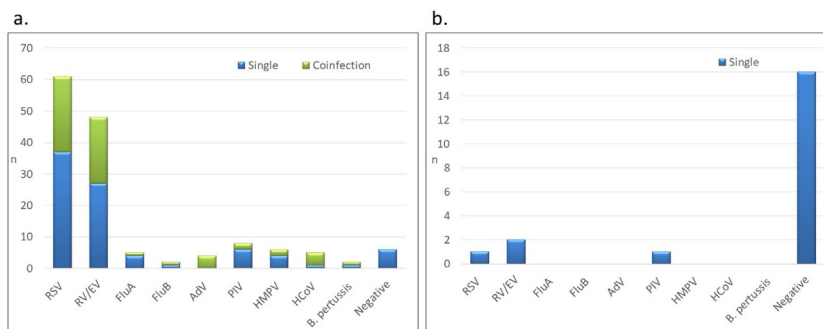 a.
70
60
50
40
30
20
10
0
n
Single
Coinfection
RSV
RV/EV
FluA
FluB
AdV
PIV
HMPV
HCoV
B. pertussis
Negative
b.
18
16
14
12
10
8
6
4
2
0
n
Single
RSV
RV/EV
FluA
FluB
AdV
PIV
HMPV
HCoV
B. pertussis
Negative